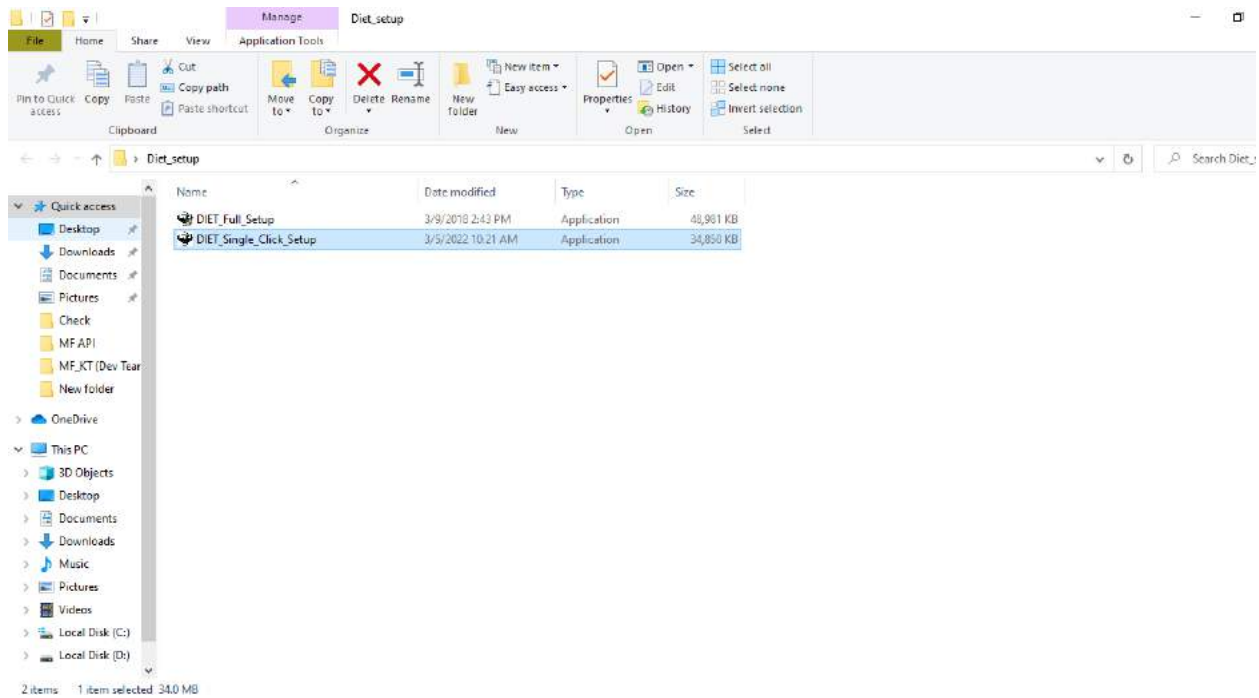 Manage Diet_setup
File Home Share View Application Tools
Pin to Quick access
Copy
Paste
Cut
Copy path
Paste shortcut
Clipboard
Move to
Copy to
Delete
Rename
Organize
New folder
New item
Easy access
New
Properties
Open
Edit
History
Open
Select all
Select none
Invert selection
Select
Diet_setup
Search Diet_
Name Date modified Type Size
DIET_Full_Setup 3/9/2018 2:43 PM Application 48,981 KB
DIET_Single_Click_Setup 3/5/2022 10:21 AM Application 34,850 KB
Quick access
Desktop
Downloads
Documents
Pictures
Check
MF API
MF_KT (Dev Tear
New folder
OneDrive
This PC
3D Objects
Desktop
Documents
Downloads
Music
Pictures
Videos
Local Disk (C:)
Local Disk (D:)
2 items 1 item selected 34.0 MB